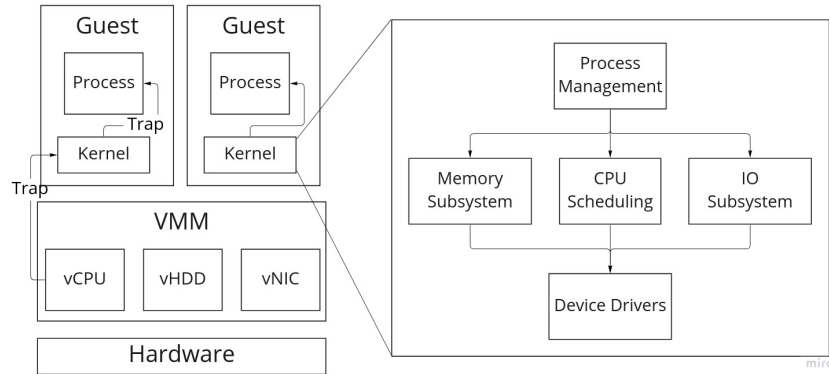 Guest
Process
Trap
Kernel
Guest
Process
Kernel
Trap
VMM
vCPU
vHDD
vNIC
Hardware
Process
Management
Memory
Subsystem
CPU
Scheduling
IO
Subsystem
Device Drivers
miro